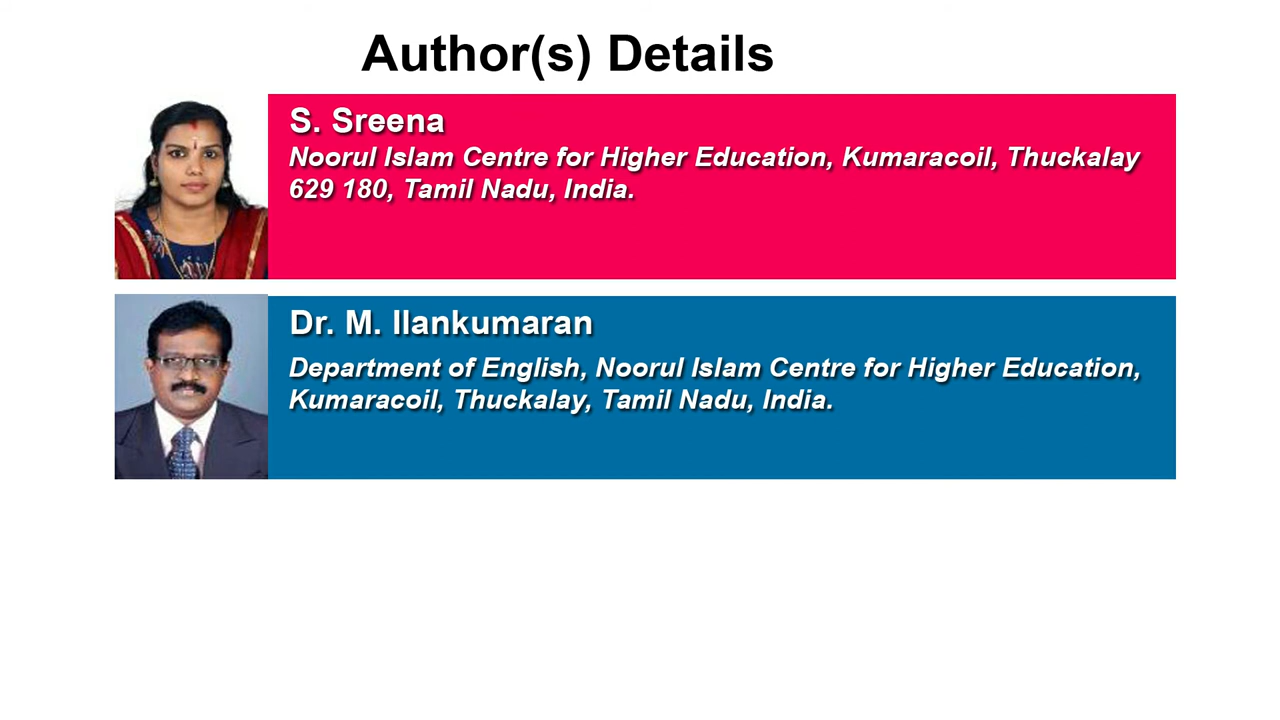 Author(s) Details
S. Sreena
Noorul Islam Centre for Higher Education, Kumaracoil, Thuckalay
629 180, Tamil Nadu, India.
Dr. M. Ilankumaran
Department of English, Noorul Islam Centre for Higher Education,
Kumaracoil, Thuckalay, Tamil Nadu, India.